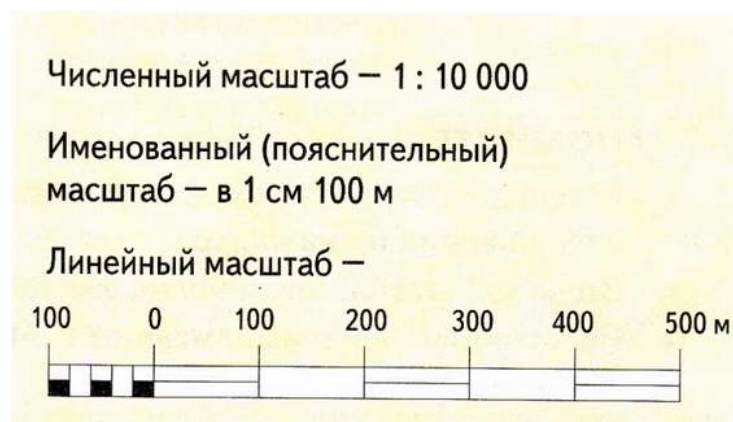 Численный масштаб — 1 : 10 000
Именованный (пояснительный)
масштаб — в 1 см 100 м
Линейный масштаб —
100 0 100 200 300 400 500 м